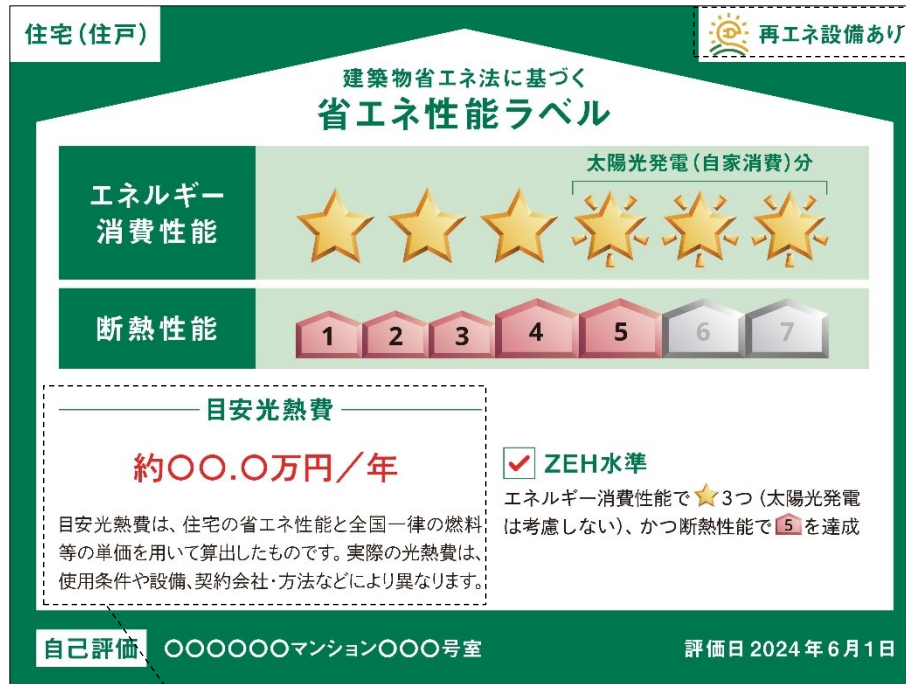 住宅(住戸)
再エネ設備あり
建築物省エネ法に基づく
省エネ性能ラベル
太陽光発電(自家消費)分
エネルギー
消費性能
断熱性能
1 2 3 4 5 6 7
目安光熱費
約〇〇.〇万円/年
目安光熱費は、住宅の省エネ性能と全国一律の燃料
等の単価を用いて算出したものです。実際の光熱費は、
使用条件や設備、契約会社・方法などにより異なります。
ZEH水準
エネルギー消費性能で★3つ(太陽光発電
は考慮しない)、かつ断熱性能で5を達成
自己評価 〇〇〇〇〇〇マンション〇〇〇号室
評価日2024年6月1日